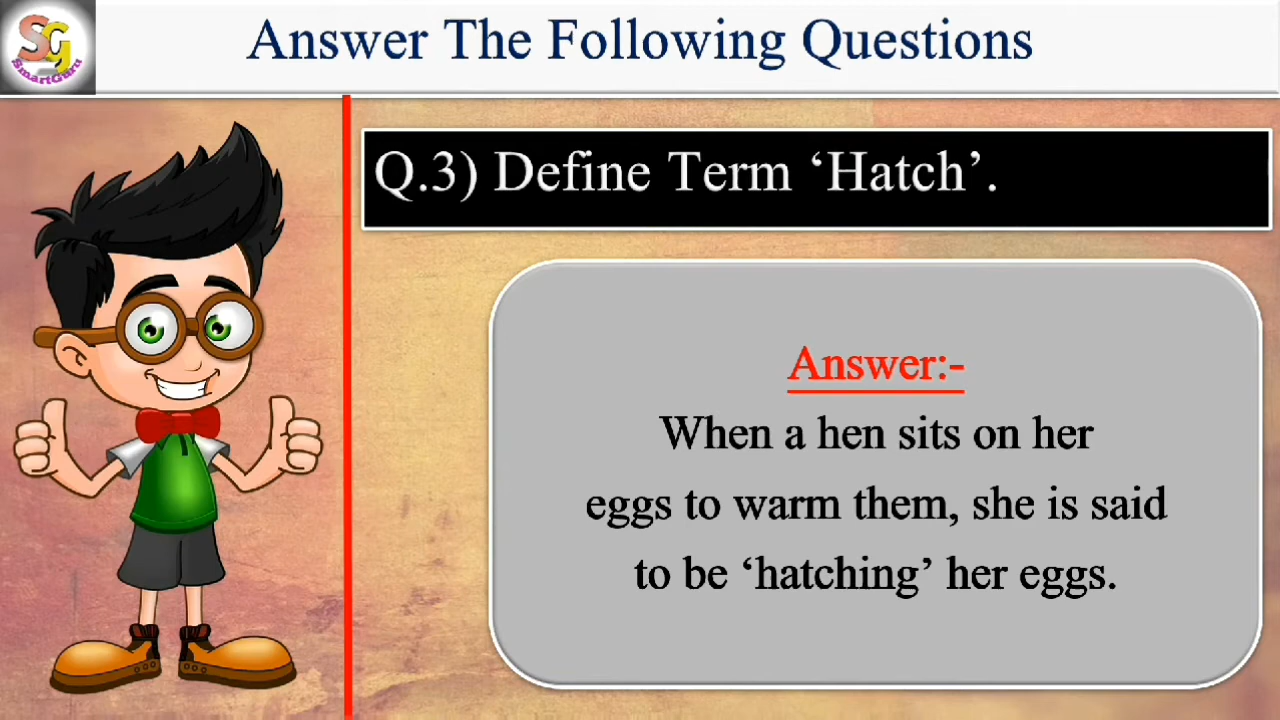 SG
SmartGuru
Answer The Following Questions
Q.3) Define Term ‘Hatch’.
Answer:-
When a hen sits on her
eggs to warm them, she is said
to be ‘hatching’ her eggs.